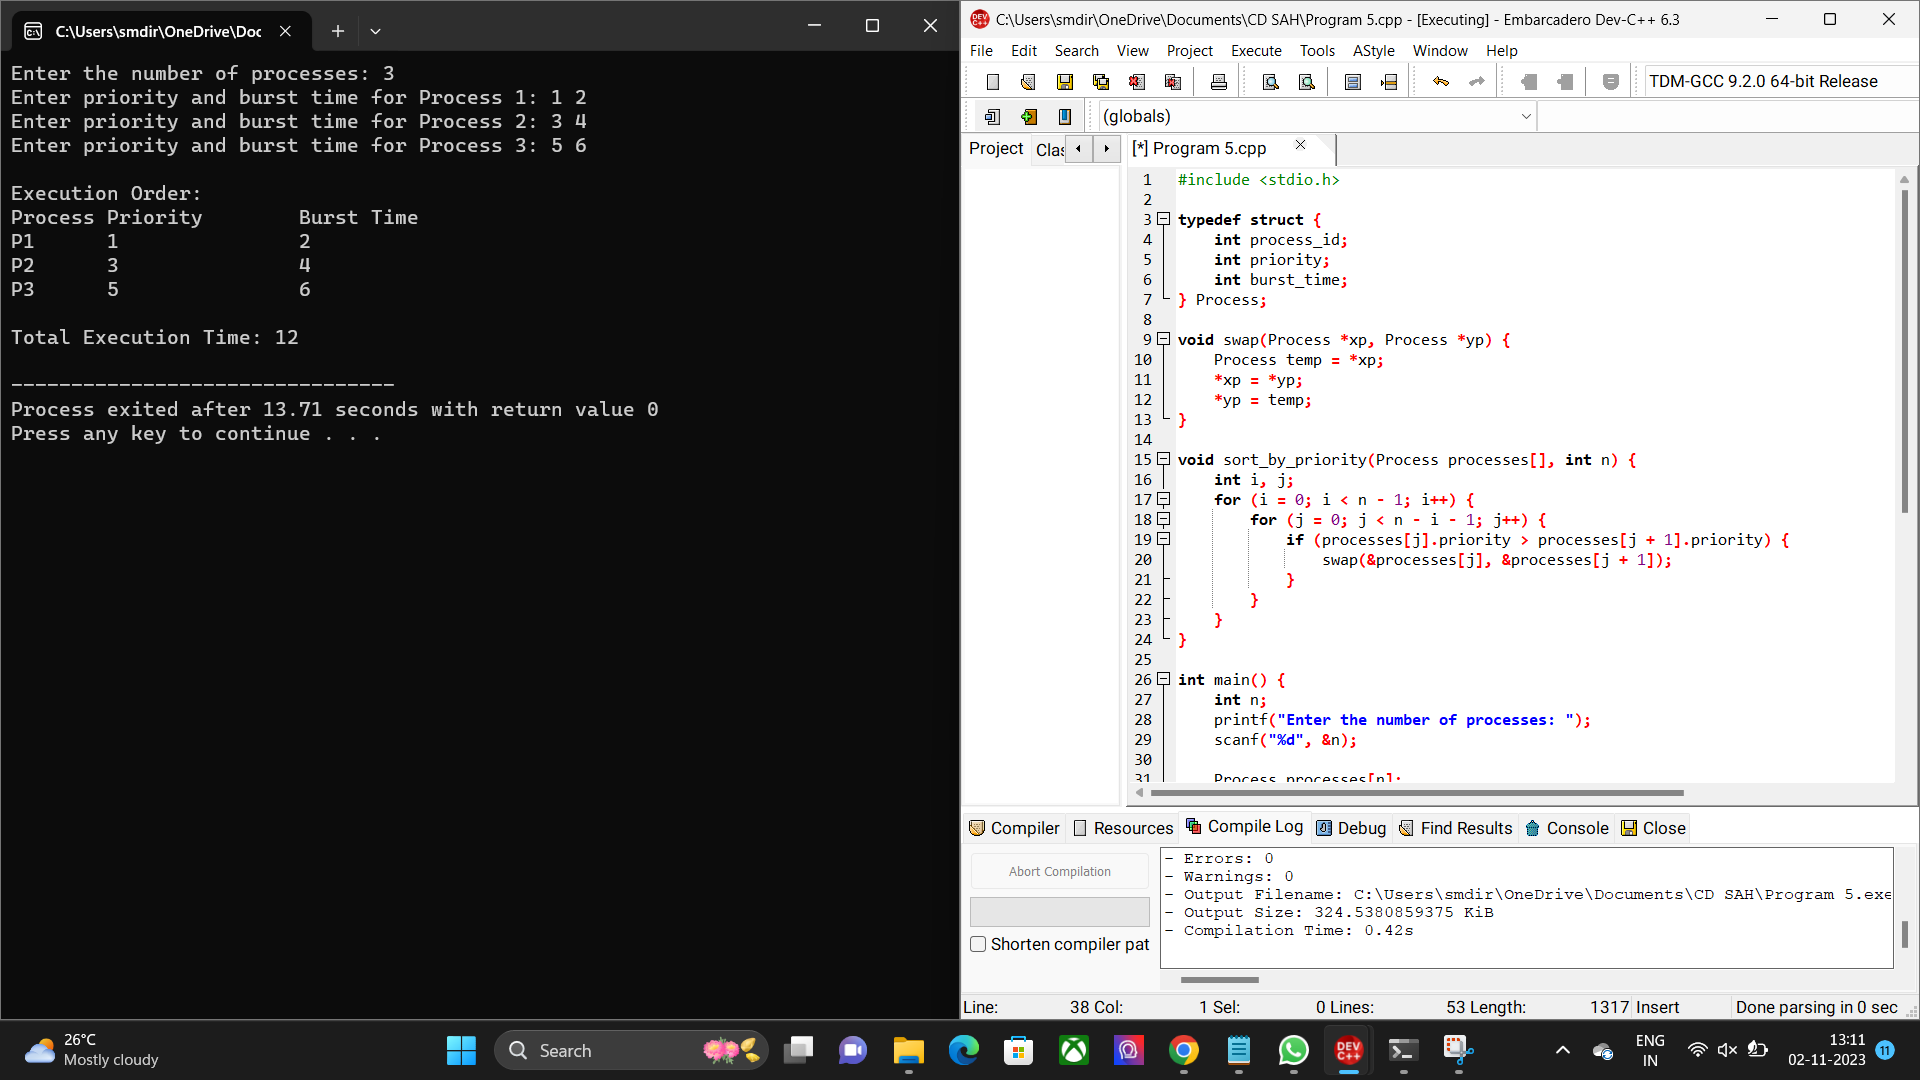 C:\Users\smdir\OneDrive\Doc
Enter the number of processes: 3
Enter priority and burst time for Process 1: 1 2
Enter priority and burst time for Process 2: 3 4
Enter priority and burst time for Process 3: 5 6
Execution Order:
Process Priority Burst Time
P1 1 2
P2 3 4
P3 5 6
Total Execution Time: 12
--------------------------------
Process exited after 13.71 seconds with return value 0
Press any key to continue . . .
C:\Users\smdir\OneDrive\Documents\CD SAH\Program 5.cpp - [Executing] - Embarcadero Dev-C++ 6.3
File Edit Search View Project Execute Tools AStyle Window Help
TDM-GCC 9.2.0 64-bit Release
(globals)
Project Clas [*] Program 5.cpp
1 #include <stdio.h>
2
3 typedef struct {
4 int process_id;
5 int priority;
6 int burst_time;
7 } Process;
8
9 void swap(Process *xp, Process *yp) {
10 Process temp = *xp;
11 *xp = *yp;
12 *yp = temp;
13 }
14
15 void sort_by_priority(Process processes[], int n) {
16 int i, j;
17 for (i = 0; i < n - 1; i++) {
18 for (j = 0; j < n - i - 1; j++) {
19 if (processes[j].priority > processes[j + 1].priority) {
20 swap(&processes[j], &processes[j + 1]);
21 }
22 }
23 }
24 }
25
26 int main() {
27 int n;
28 printf("Enter the number of processes: ");
29 scanf("%d", &n);
30
31 Process processes[n];
Compiler Resources Compile Log Debug Find Results Console Close
Abort Compilation
Shorten compiler pat
- Errors: 0
- Warnings: 0
- Output Filename: C:\Users\smdir\OneDrive\Documents\CD SAH\Program 5.exe
- Output Size: 324.5380859375 KiB
- Compilation Time: 0.42s
Line: 38 Col: 1 Sel: 0 Lines: 53 Length: 1317 Insert Done parsing in 0 sec
26°C
Mostly cloudy
Search
DEV C++
ENG
IN
13:11
02-11-2023
11